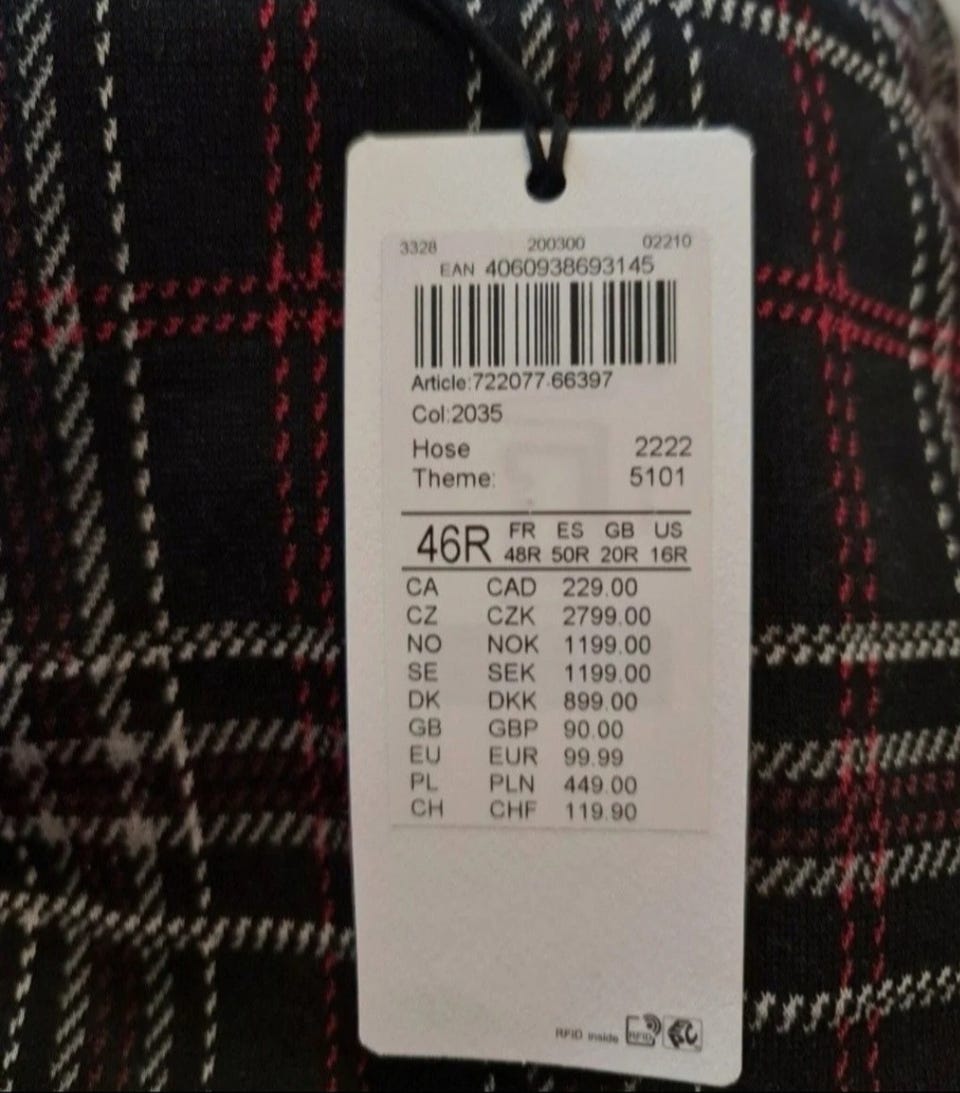 3328 200300 02210
EAN 4060938693145
Article:722077-66397
Col:2035
Hose 2222
Theme: 5101
46R FR ES GB US
48R 50R 20R 16R
CA CAD 229.00
CZ CZK 2799.00
NO NOK 1199.00
SE SEK 1199.00
DK DKK 899.00
GB GBP 90.00
EU EUR 99.99
PL PLN 449.00
CH CHF 119.90
RFID inside RFID